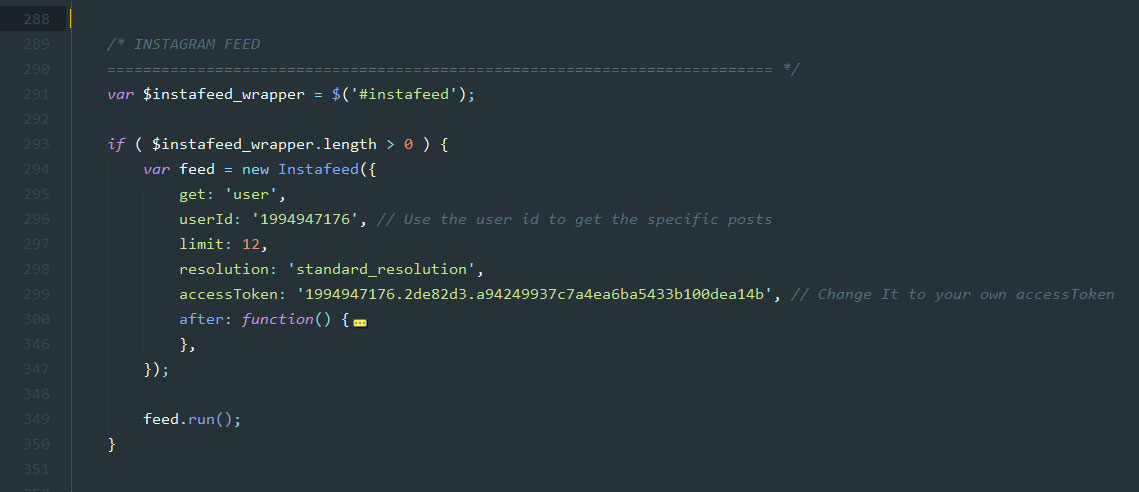 288
289 /* INSTAGRAM FEED
290 ========================================================================== */
291 var $instafeed_wrapper = $('#instafeed');
292
293 if ( $instafeed_wrapper.length > 0 ) {
294 var feed = new Instafeed({
295 get: 'user',
296 userId: '1994947176', // Use the user id to get the specific posts
297 limit: 12,
298 resolution: 'standard_resolution',
299 accessToken: '1994947176.2de82d3.a94249937c7a4ea6ba5433b100dea14b', // Change It to your own accessToken
300 after: function() {
346 },
347 });
348
349 feed.run();
350 }
351